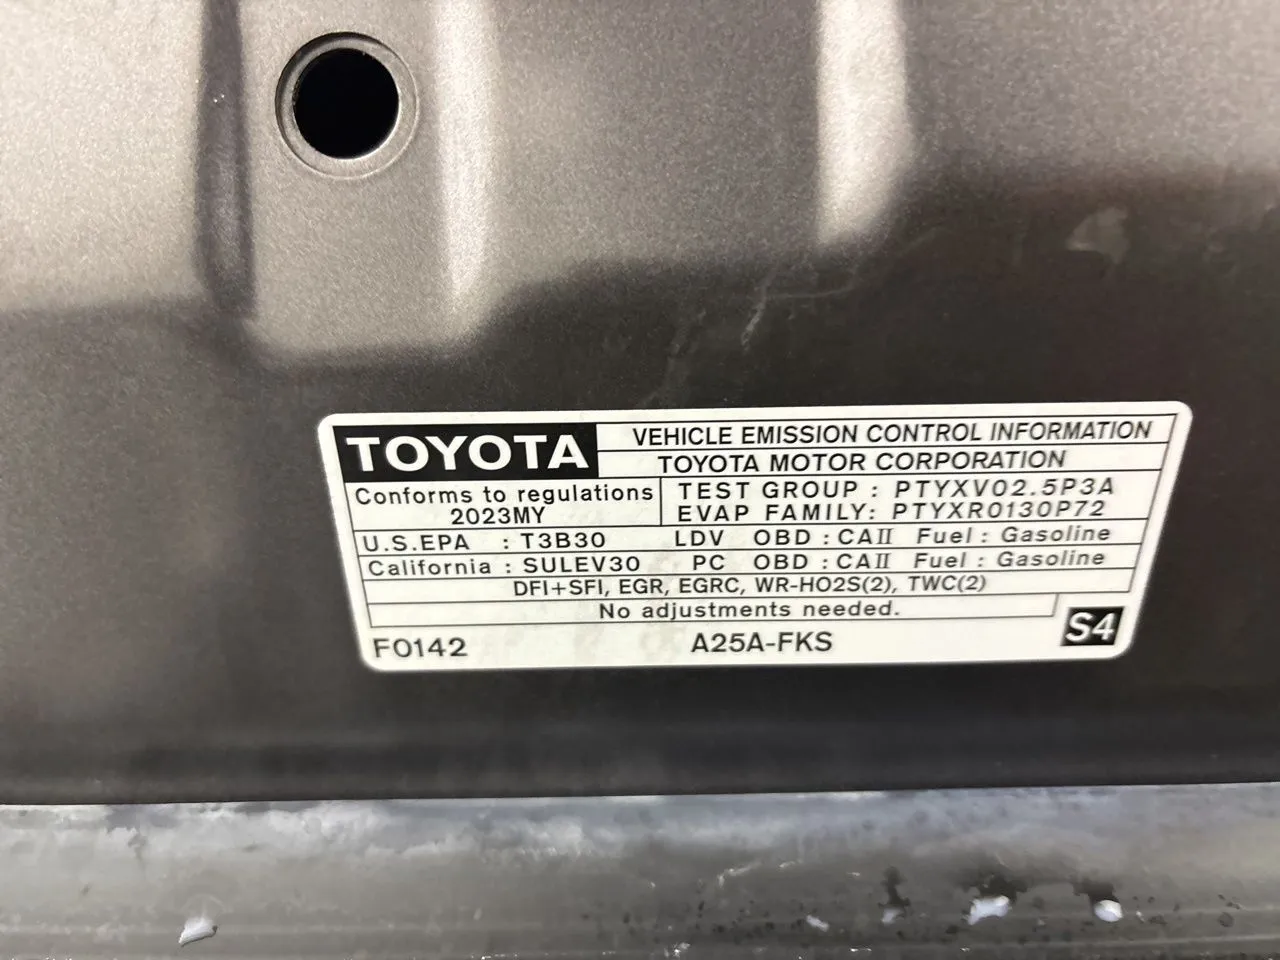 TOYOTA
VEHICLE EMISSION CONTROL INFORMATION
TOYOTA MOTOR CORPORATION
Conforms to regulations
2023MY
TEST GROUP : PTYXV02.5P3A
EVAP FAMILY: PTYXR0130P72
U.S.EPA : T3B30 LDV OBD : CAII Fuel : Gasoline
California : SULEV30 PC OBD : CAII Fuel : Gasoline
DFI+SFI, EGR, EGRC, WR-HO2S(2), TWC(2)
No adjustments needed.
F0142 A25A-FKS S4